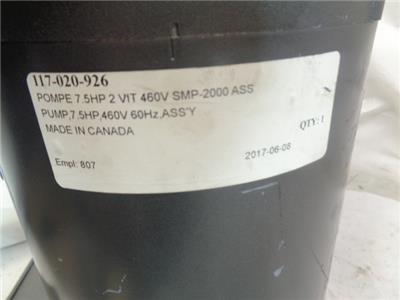 117-020-926
POMPE 7.5HP 2 VIT 460V SMP-2000 ASS
PUMP,7.5HP,460V 60Hz,ASS'Y
MADE IN CANADA
QTY: 1
Empl: 807
2017-06-08